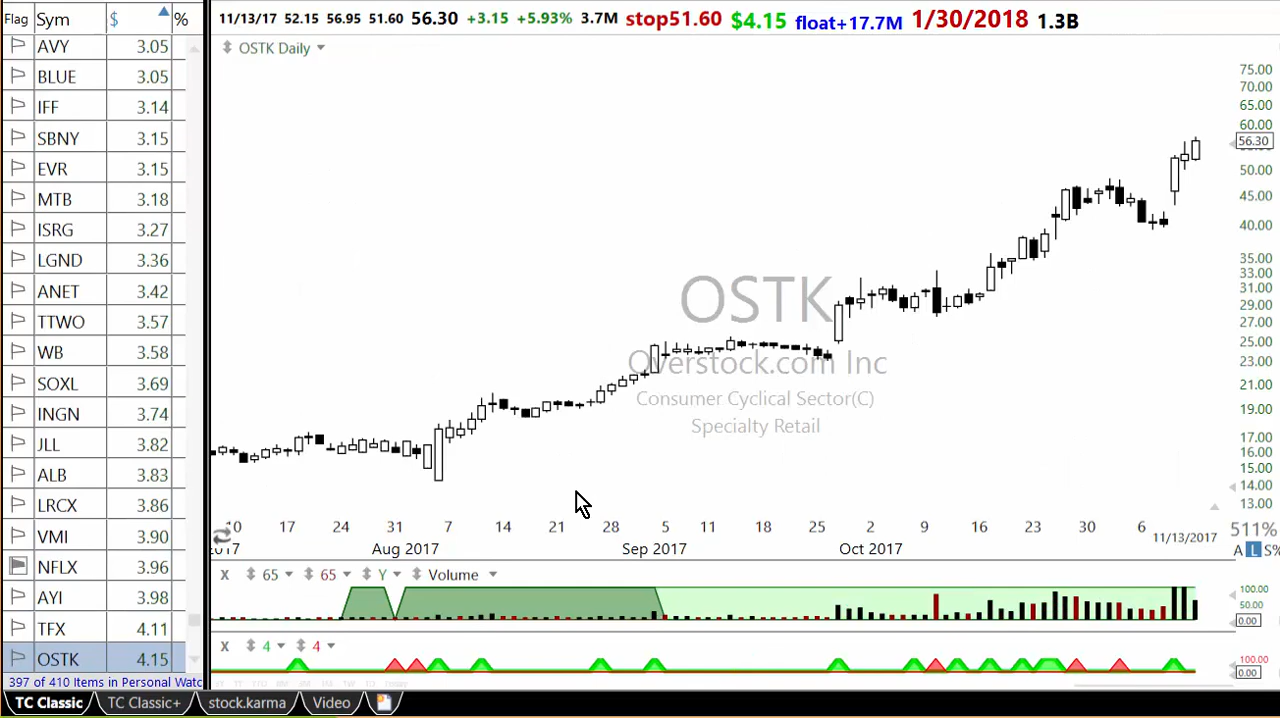 Flag Sym $ %
AVY 3.05
BLUE 3.05
IFF 3.14
SBNY 3.15
EVR 3.15
MTB 3.18
ISRG 3.27
LGND 3.36
ANET 3.42
TTWO 3.57
WB 3.58
SOXL 3.69
INGN 3.74
JLL 3.82
ALB 3.83
LRCX 3.86
VMI 3.90
NFLX 3.96
AYI 3.98
TFX 4.11
OSTK 4.15
397 of 410 Items in Personal Watc
11/13/17 52.15 56.95 51.60 56.30 +3.15 +5.93% 3.7M stop51.60 $4.15 float+17.7M 1/30/2018 1.3B
OSTK Daily
OSTK
Overstock.com Inc
Consumer Cyclical Sector(C)
Specialty Retail
75.00
70.00
65.00
60.00
56.30
50.00
45.00
40.00
35.00
33.00
31.00
29.00
27.00
25.00
23.00
21.00
19.00
17.00
16.00
15.00
14.00
13.00
10 17 24 31 7 14 21 28 5 11 18 25 2 9 16 23 30 6 511%
2017 Aug 2017 Sep 2017 Oct 2017 11/13/2017 A L S%
X 65 65 Y Volume
100.00
50.00
0.00
X 4 4
100.00
0.00
TC Classic TC Classic+ stock.karma Video